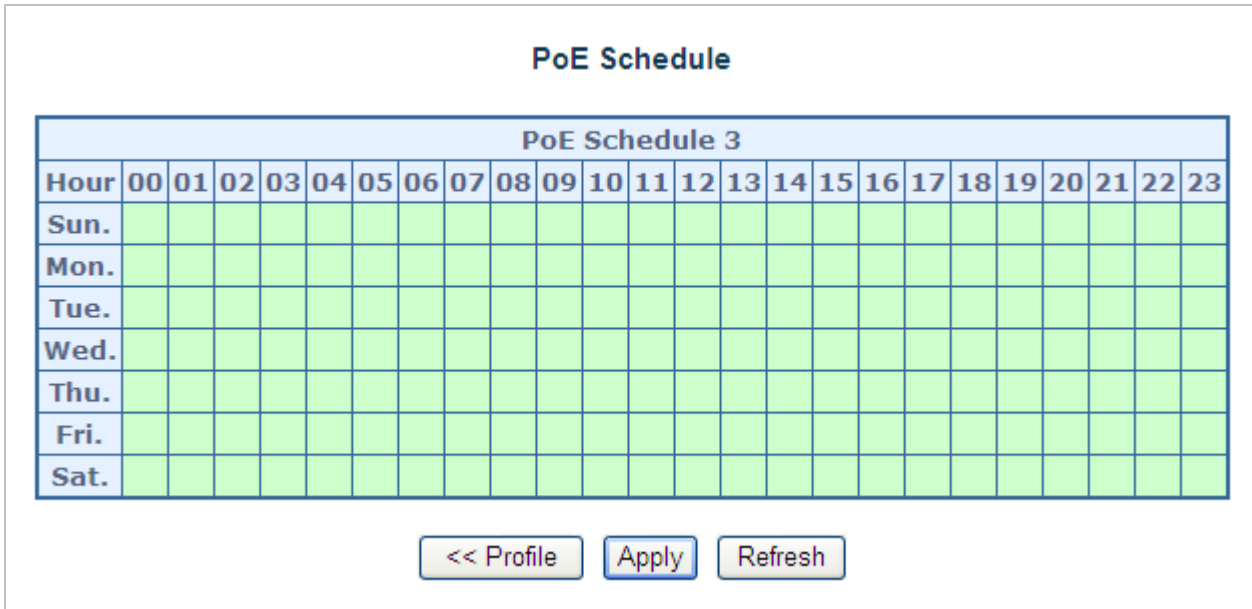 PoE Schedule
PoE Schedule 3
Hour 00 01 02 03 04 05 06 07 08 09 10 11 12 13 14 15 16 17 18 19 20 21 22 23
Sun.
Mon.
Tue.
Wed.
Thu.
Fri.
Sat.
<< Profile Apply Refresh